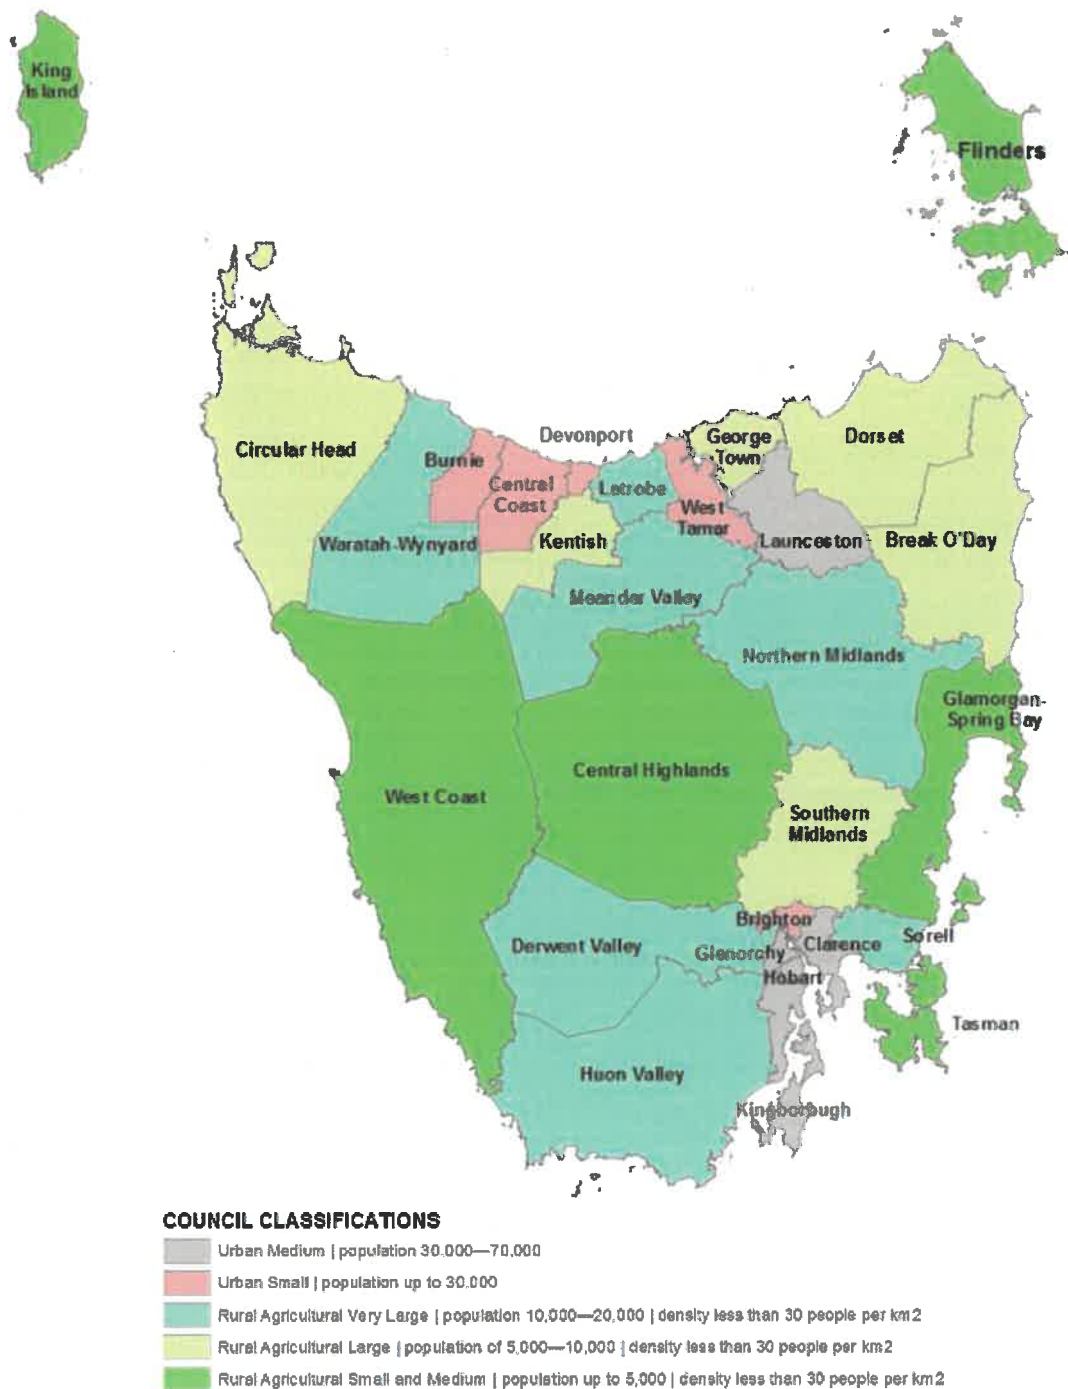 King
Island
Flinders
Circular Head
Burnie
Devonport
Central
Coast
Latrobe
George
Town
Dorset
West
Tamar
Waratah-Wynyard
Kentish
Launceston
Break O'Day
Meander Valley
Northern Midlands
Glamorgan-
Spring Bay
West Coast
Central Highlands
Southern
Midlands
Brighton
Derwent Valley
Glenorchy
Clarence
Sorell
Hobart
Tasman
Huon Valley
Kingborough
COUNCIL CLASSIFICATIONS
Urban Medium | population 30,000—70,000
Urban Small | population up to 30,000
Rural Agricultural Very Large | population 10,000—20,000 | density less than 30 people per km2
Rural Agricultural Large | population of 5,000—10,000 | density less than 30 people per km2
Rural Agricultural Small and Medium | population up to 5,000 | density less than 30 people per km2